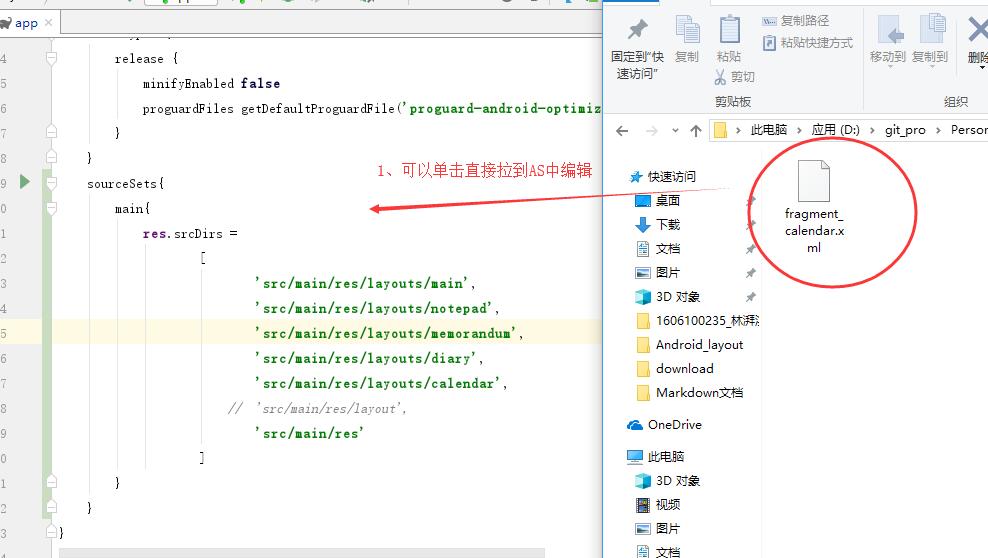 app
4 release {
5 minifyEnabled false
6 proguardFiles getDefaultProguardFile('proguard-android-optimiz
7 }
8 }
9 sourceSets{
0 main{
1 res.srcDirs =
2 [
3 'src/main/res/layouts/main',
4 'src/main/res/layouts/notepad',
5 'src/main/res/layouts/memorandum',
6 'src/main/res/layouts/diary',
7 'src/main/res/layouts/calendar',
8 // 'src/main/res/layout',
9 'src/main/res'
0 ]
1 }
2 }
3 }
1、可以单击直接拉到AS中编辑
固定到"快
速访问"
复制
粘贴
复制路径
粘贴快捷方式
剪切
剪贴板
移动到
复制到
删除
组织
此电脑 › 应用 (D:) › git_pro › Person
快速访问
桌面
下载
文档
图片
3D 对象
1606100235_林湃
Android_layout
download
Markdown文档
OneDrive
此电脑
3D 对象
视频
图片
文档
fragment_
calendar.x
ml